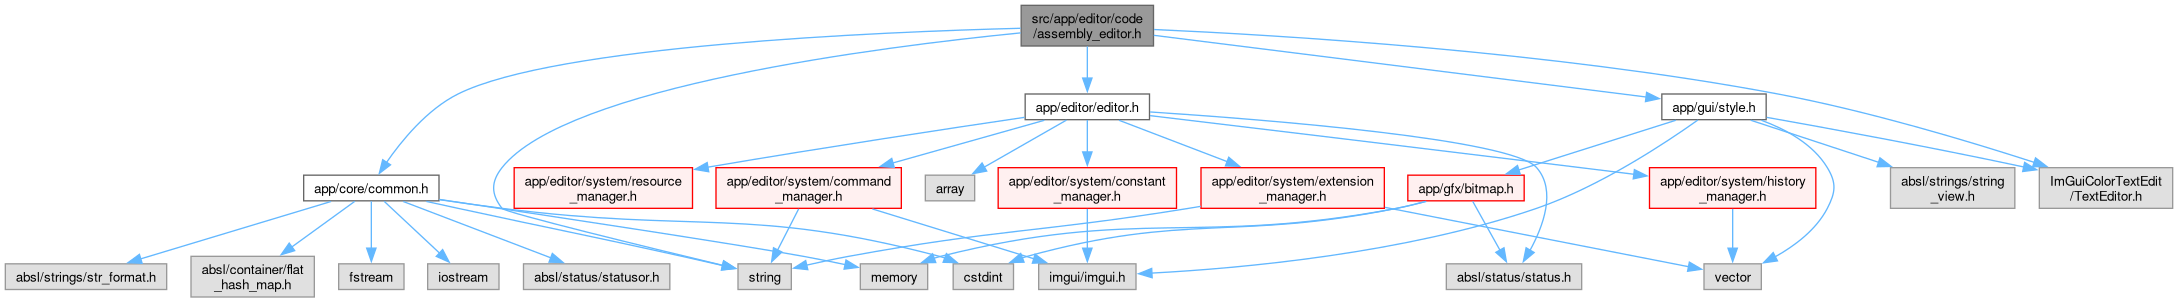 src/app/editor/code
/assembly_editor.h
app/editor/editor.h
app/gui/style.h
app/core/common.h
app/editor/system/resource
_manager.h
app/editor/system/command
_manager.h
array
app/editor/system/constant
_manager.h
app/editor/system/extension
_manager.h
app/gfx/bitmap.h
app/editor/system/history
_manager.h
absl/strings/string
_view.h
ImGuiColorTextEdit
/TextEditor.h
absl/strings/str_format.h
absl/container/flat
_hash_map.h
fstream
iostream
absl/status/statusor.h
string
memory
cstdint
imgui/imgui.h
absl/status/status.h
vector